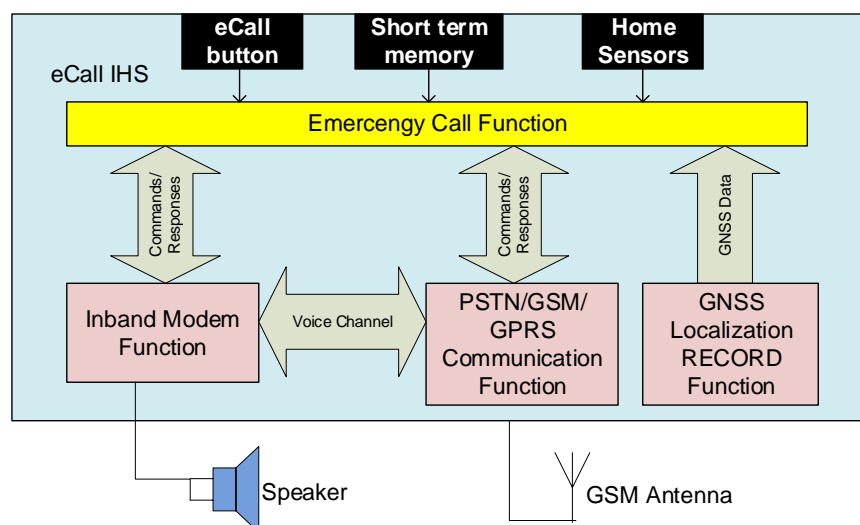 eCall
button
Short term
memory
Home
Sensors
eCall IHS
Emercengy Call Function
Commands/
Responses
Commands/
Responses
GNSS Data
Inband Modem
Function
Voice Channel
PSTN/GSM/
GPRS
Communication
Function
GNSS
Localization
RECORD
Function
Speaker
GSM Antenna